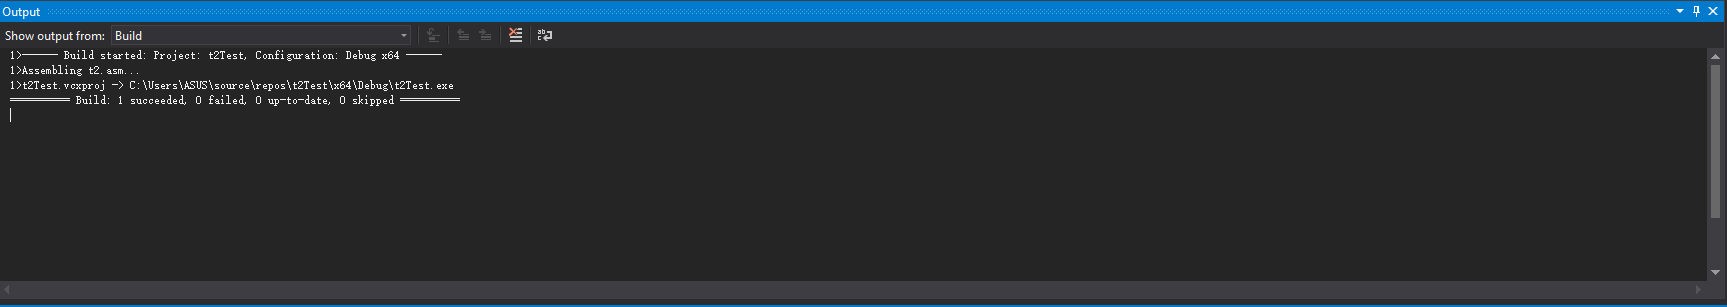 Output
Show output from: Build
1>------ Build started: Project: t2Test, Configuration: Debug x64 ------
1>Assembling t2.asm...
1>t2Test.vcxproj -> C:\Users\ASUS\source\repos\t2Test\x64\Debug\t2Test.exe
========== Build: 1 succeeded, 0 failed, 0 up-to-date, 0 skipped ==========